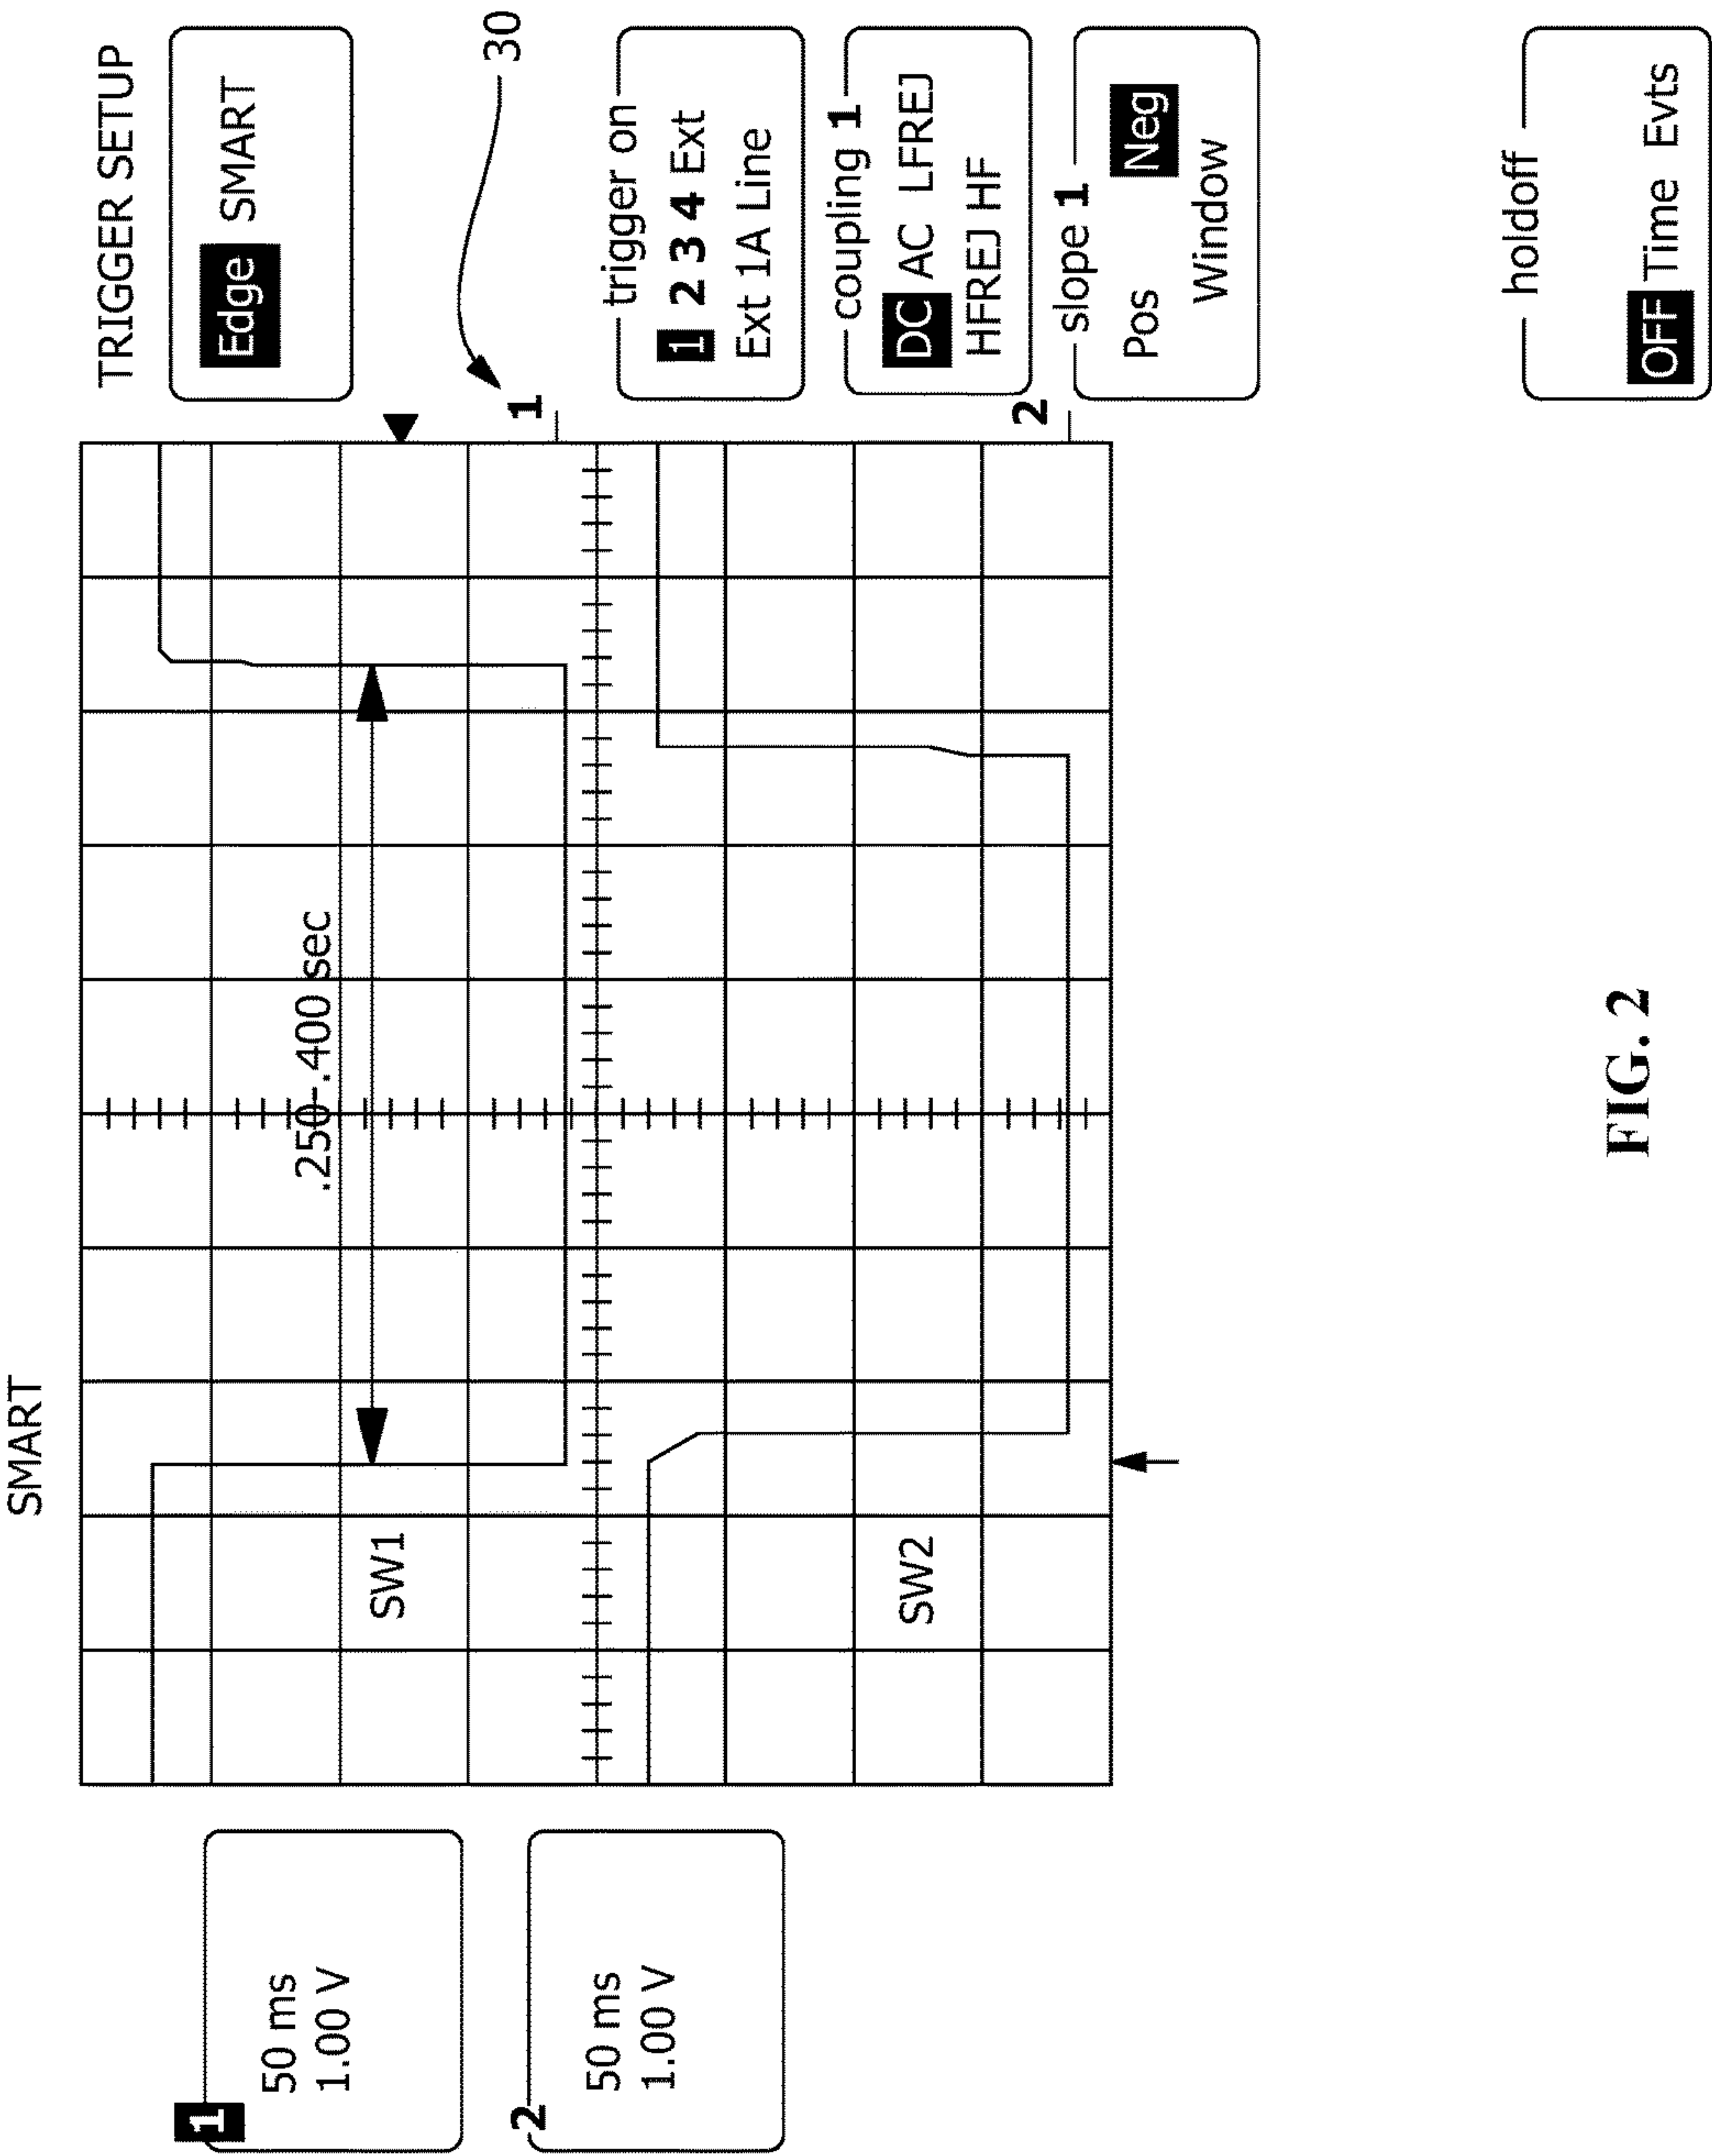 SMART
1
50 ms
1.00 V
2
50 ms
1.00 V
.250-.400 sec
SW1
SW2
1
2
30
TRIGGER SETUP
Edge SMART
trigger on
1 2 3 4 Ext
Ext 1A Line
coupling 1
DC AC LFREJ
HFREJ HF
slope 1
Pos Neg
Window
holdoff
OFF Time Evts
FIG. 2